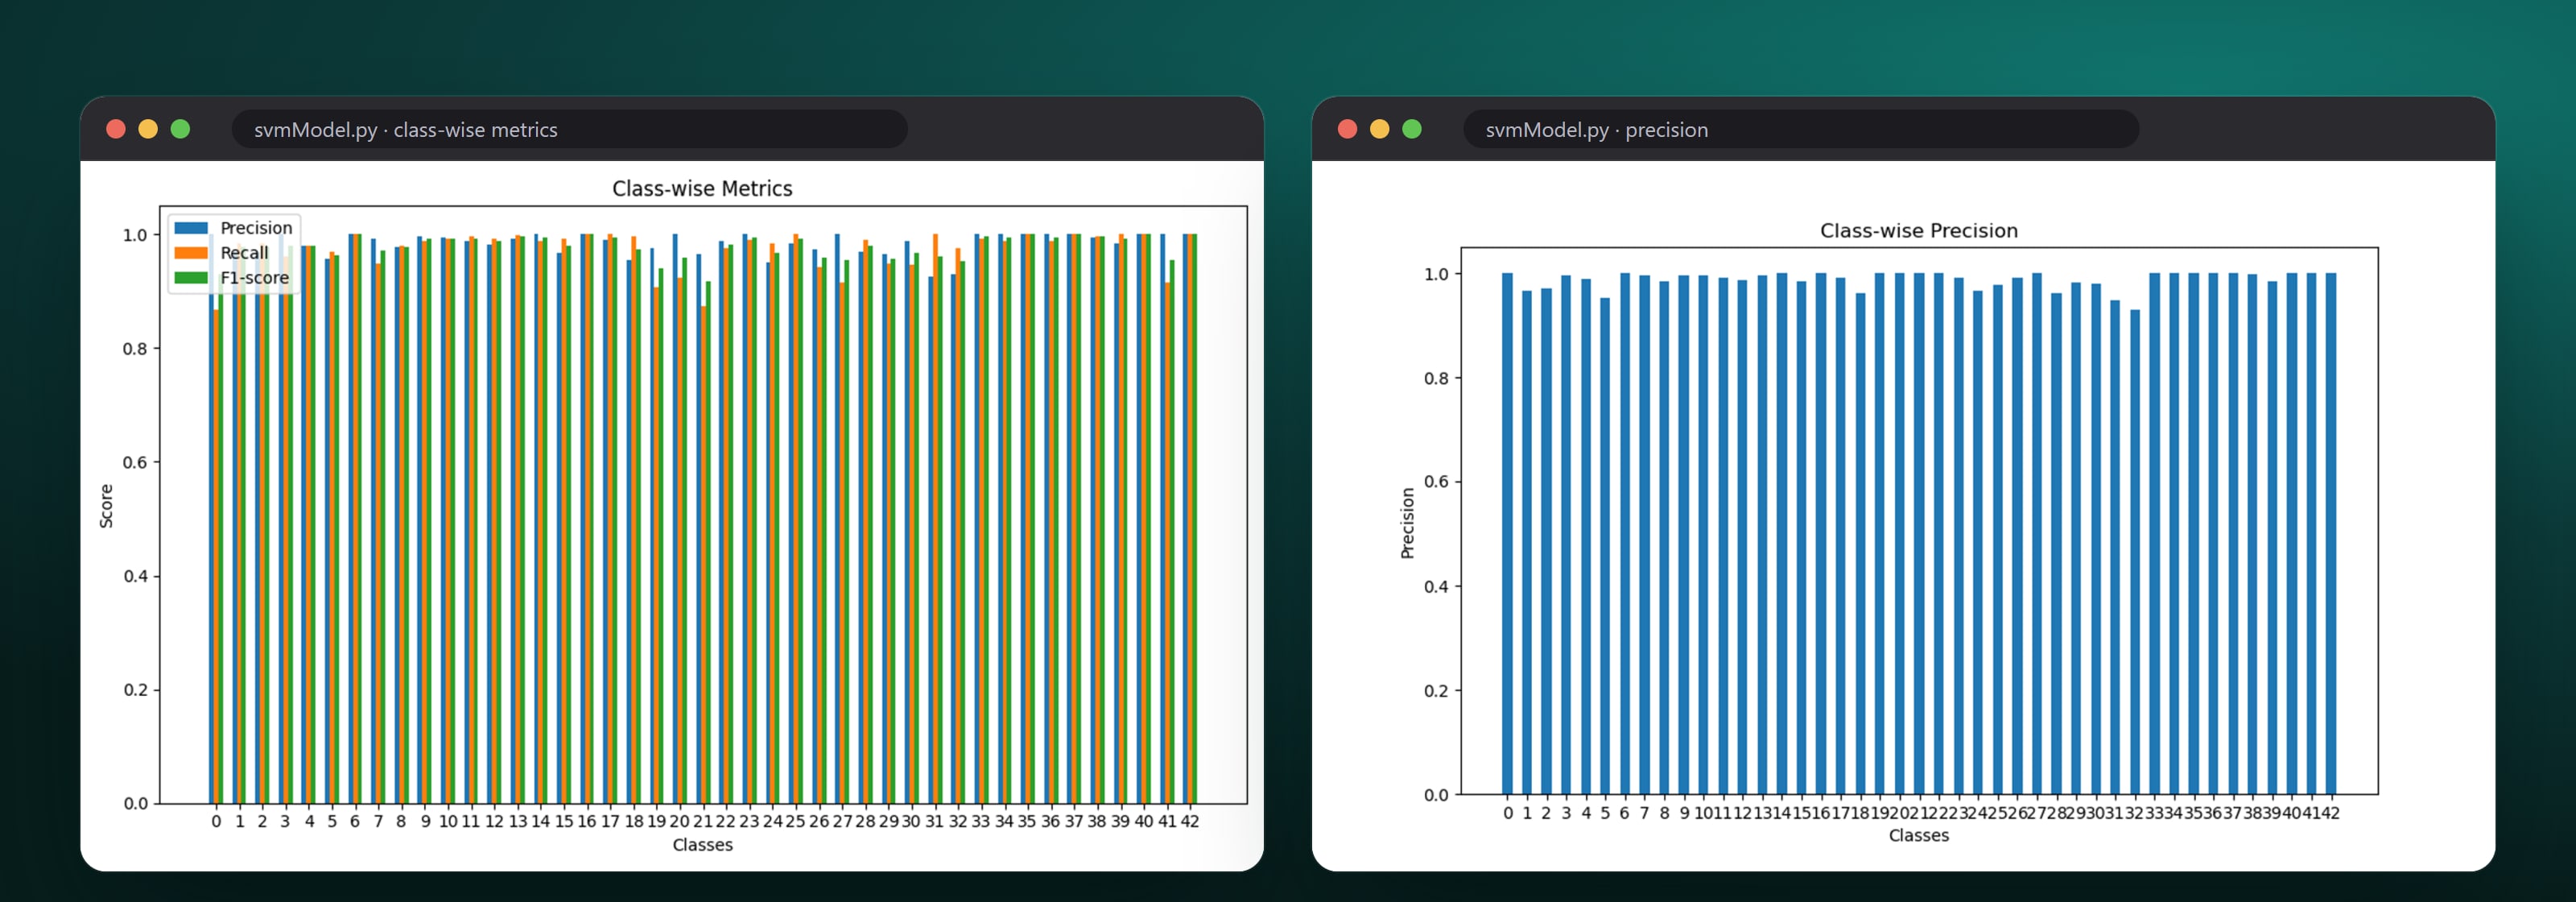 svmModel.py · class-wise metrics
Class-wise Metrics
Precision
Recall
F1-score
1.0
0.8
0.6
0.4
0.2
0.0
Score
0 1 2 3 4 5 6 7 8 9 10 11 12 13 14 15 16 17 18 19 20 21 22 23 24 25 26 27 28 29 30 31 32 33 34 35 36 37 38 39 40 41 42
Classes
svmModel.py · precision
Class-wise Precision
1.0
0.8
0.6
0.4
0.2
0.0
Precision
0 1 2 3 4 5 6 7 8 9 10 11 12 13 14 15 16 17 18 19 20 21 22 23 24 25 26 27 28 29 30 31 32 33 34 35 36 37 38 39 40 41 42
Classes